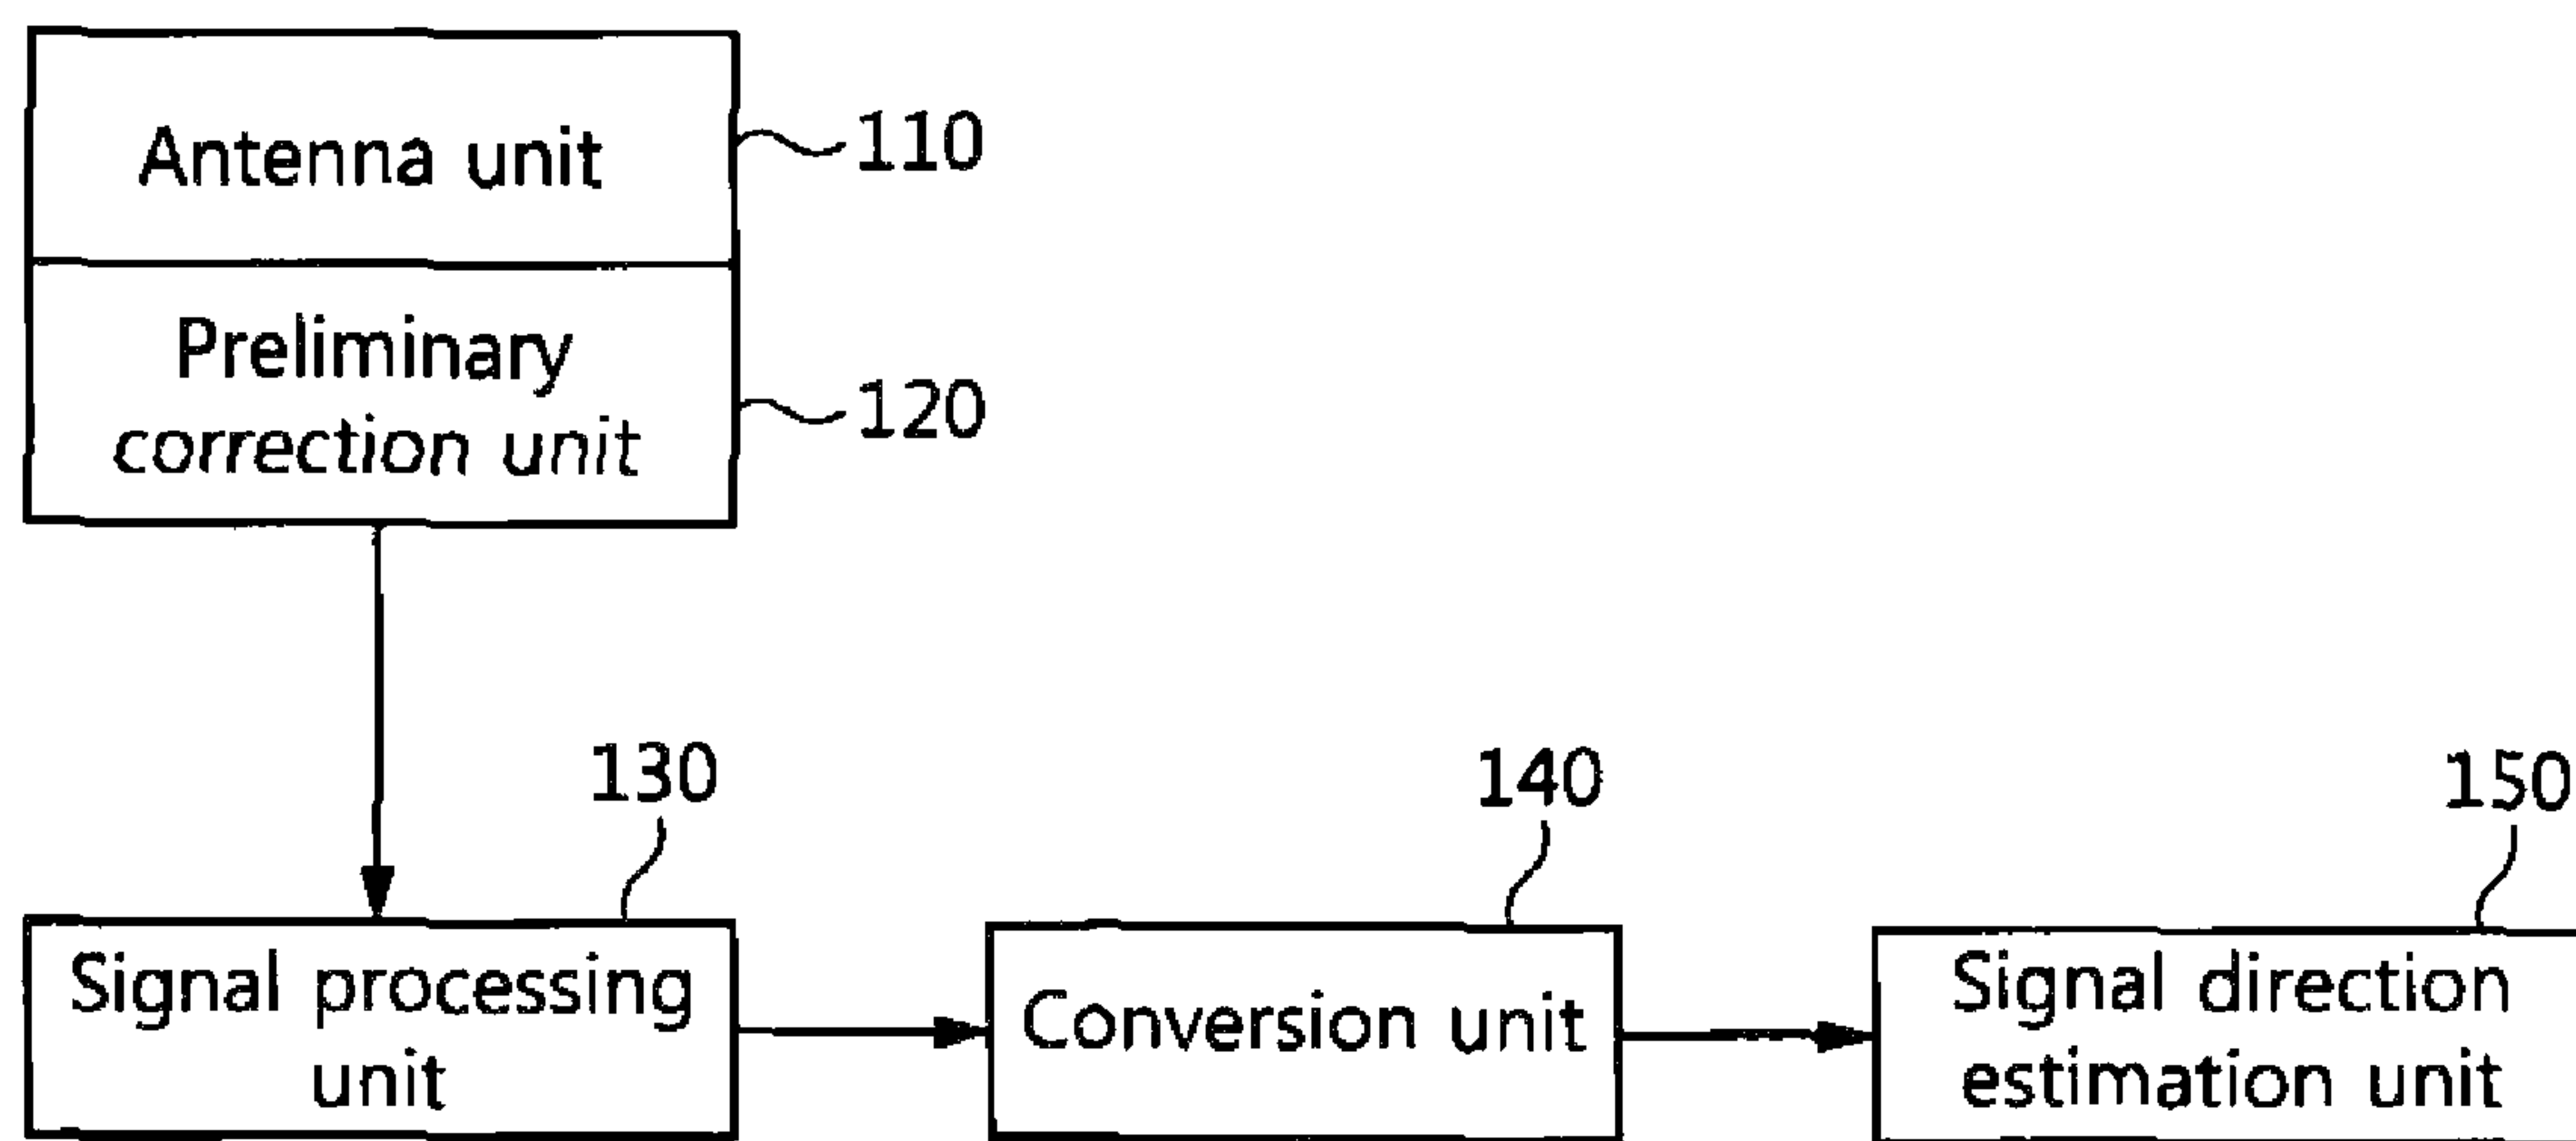 Antenna unit
110
Preliminary
correction unit
120
130
140
150
Signal processing
unit
Conversion unit
Signal direction
estimation unit